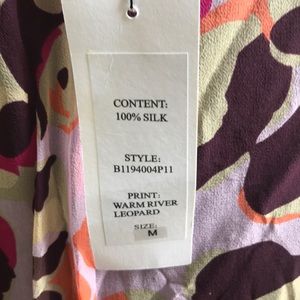 CONTENT:
100% SILK
STYLE:
B1194004P11
PRINT:
WARM RIVER
LEOPARD
SIZE:
M